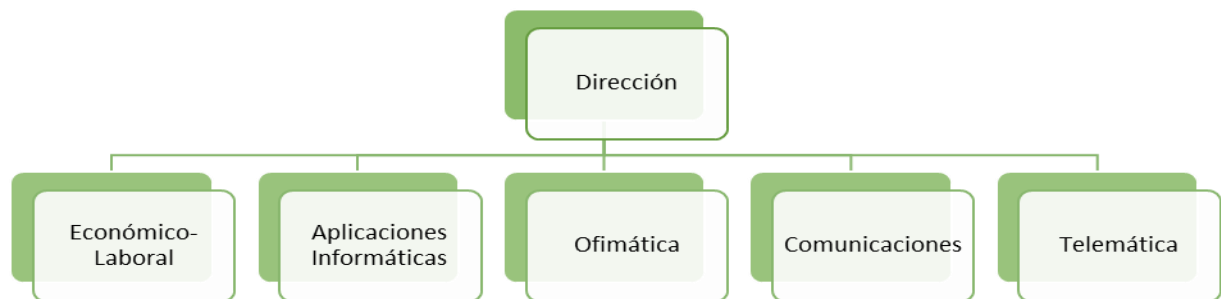 Dirección
Económico-
Laboral
Aplicaciones
Informáticas
Ofimática
Comunicaciones
Telemática